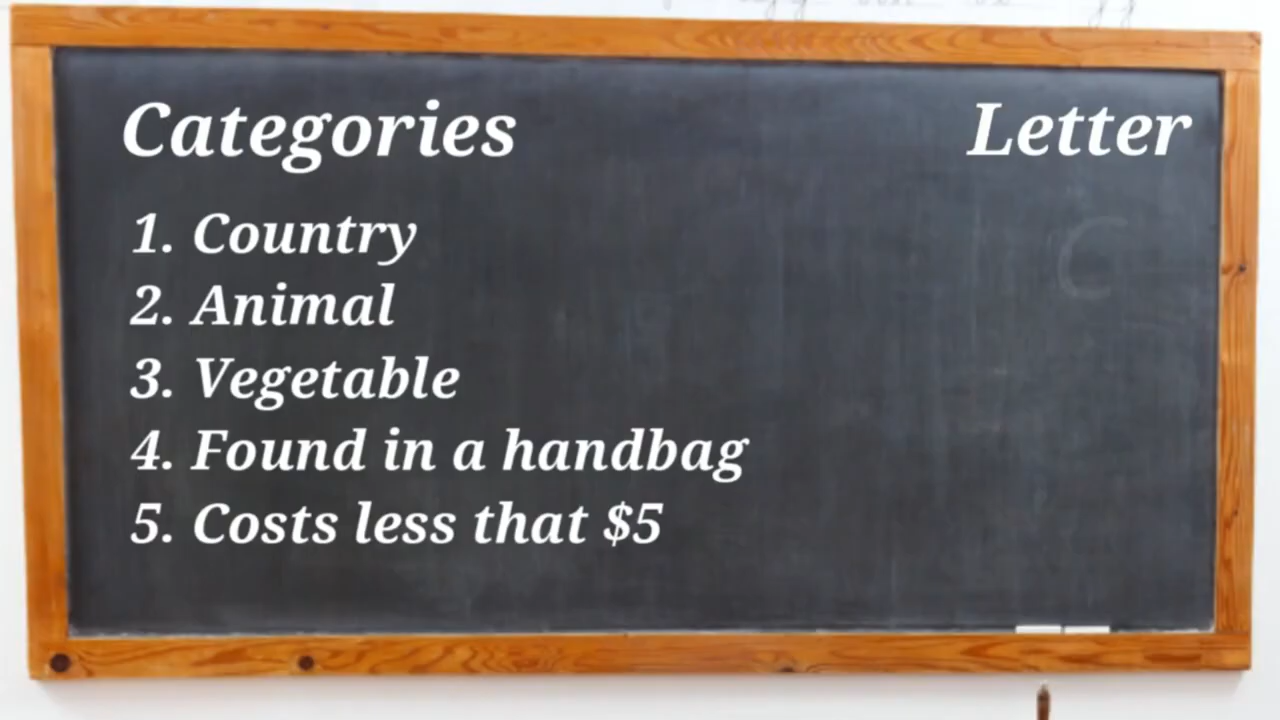 Categories
Letter
C
1. Country
2. Animal
3. Vegetable
4. Found in a handbag
5. Costs less that $5